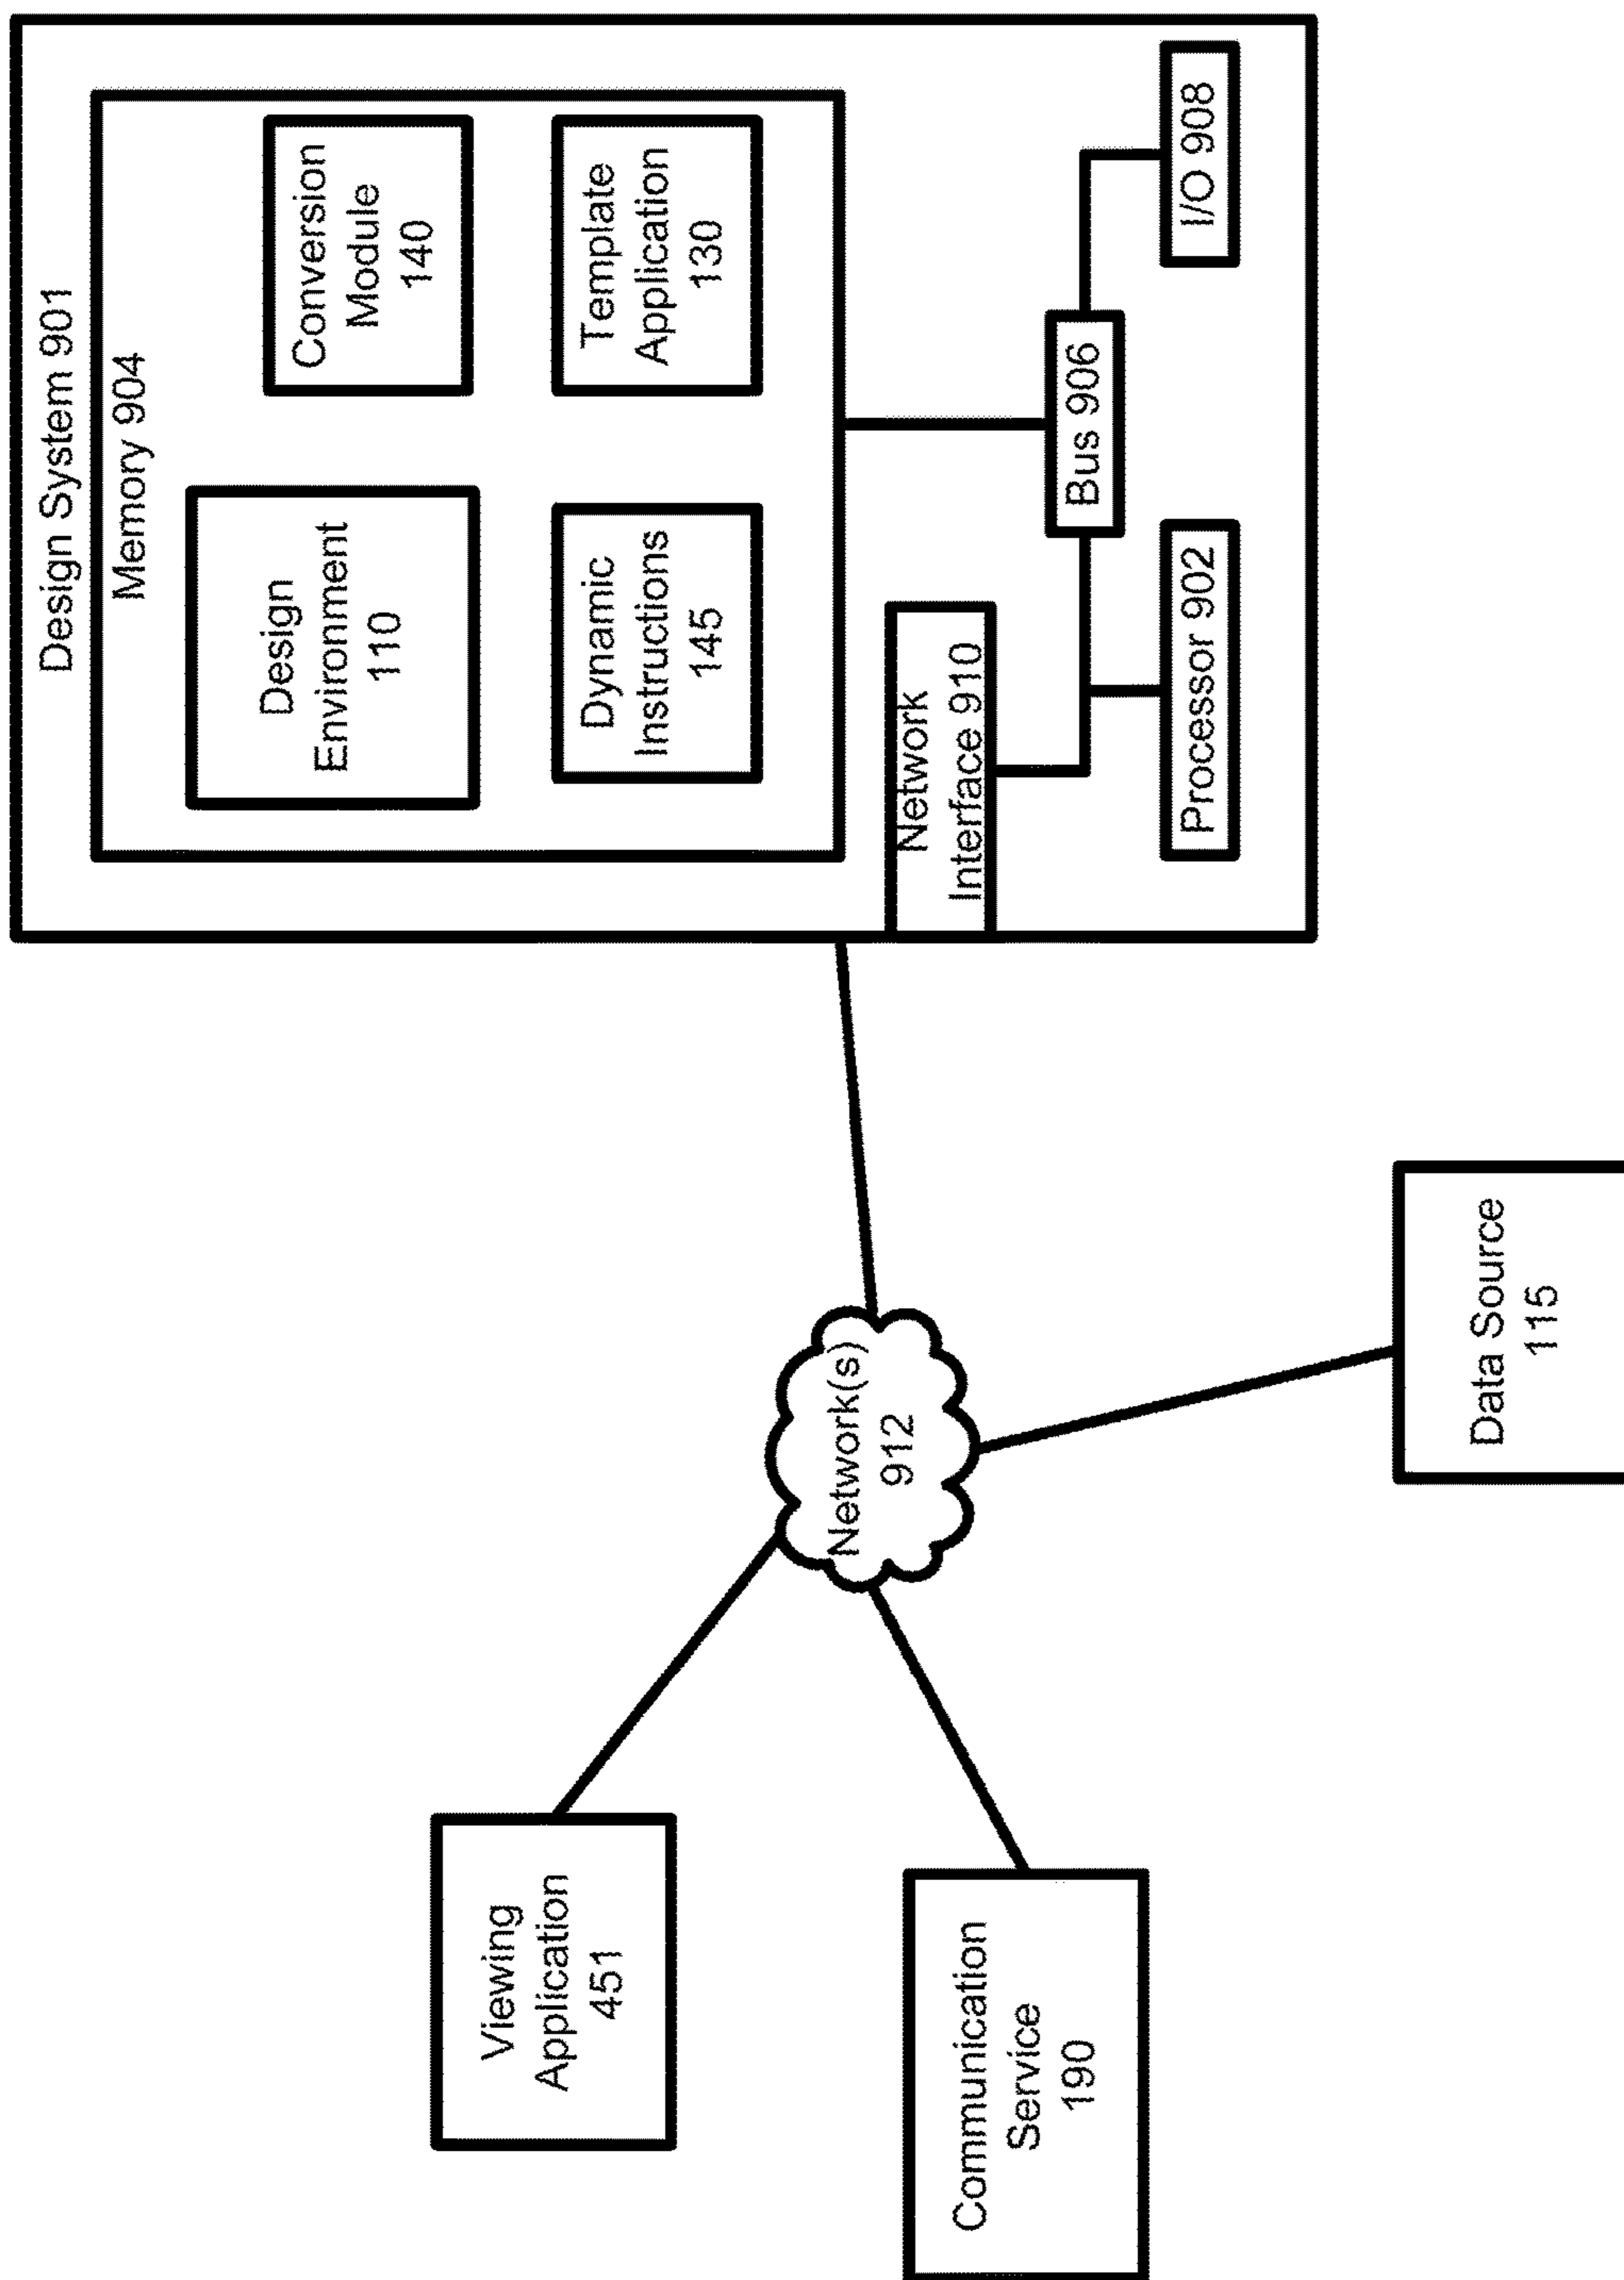 Design System 901
Memory 904
Design
Environment
110
Conversion
Module
140
Dynamic
Instructions
145
Template
Application
130
Network
Interface 910
Bus 906
Processor 902
I/O 908
Viewing
Application
451
Network(s)
912
Communication
Service
190
Data Source
115